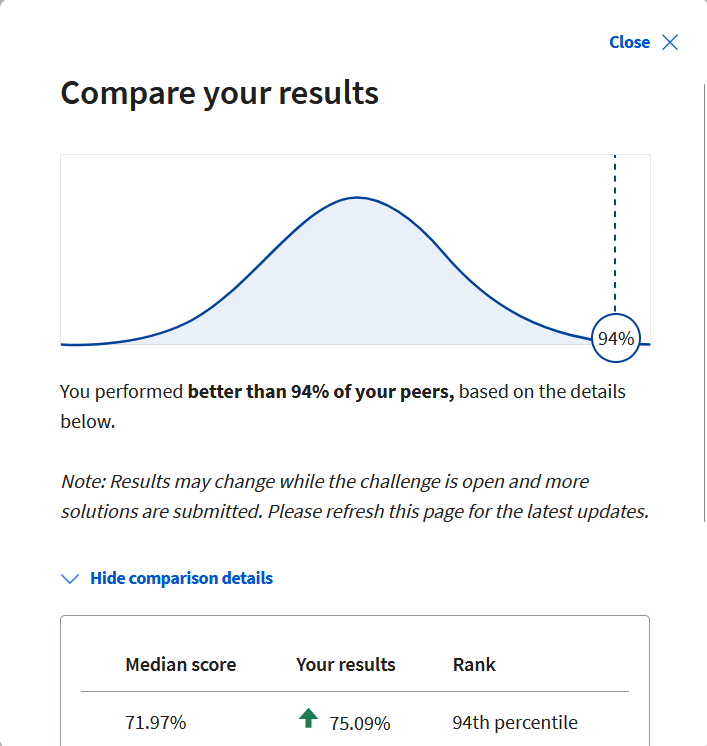 Close
Compare your results
94%
You performed better than 94% of your peers, based on the details
below.
Note: Results may change while the challenge is open and more
solutions are submitted. Please refresh this page for the latest updates.
Hide comparison details
Median score Your results Rank
71.97% 75.09% 94th percentile